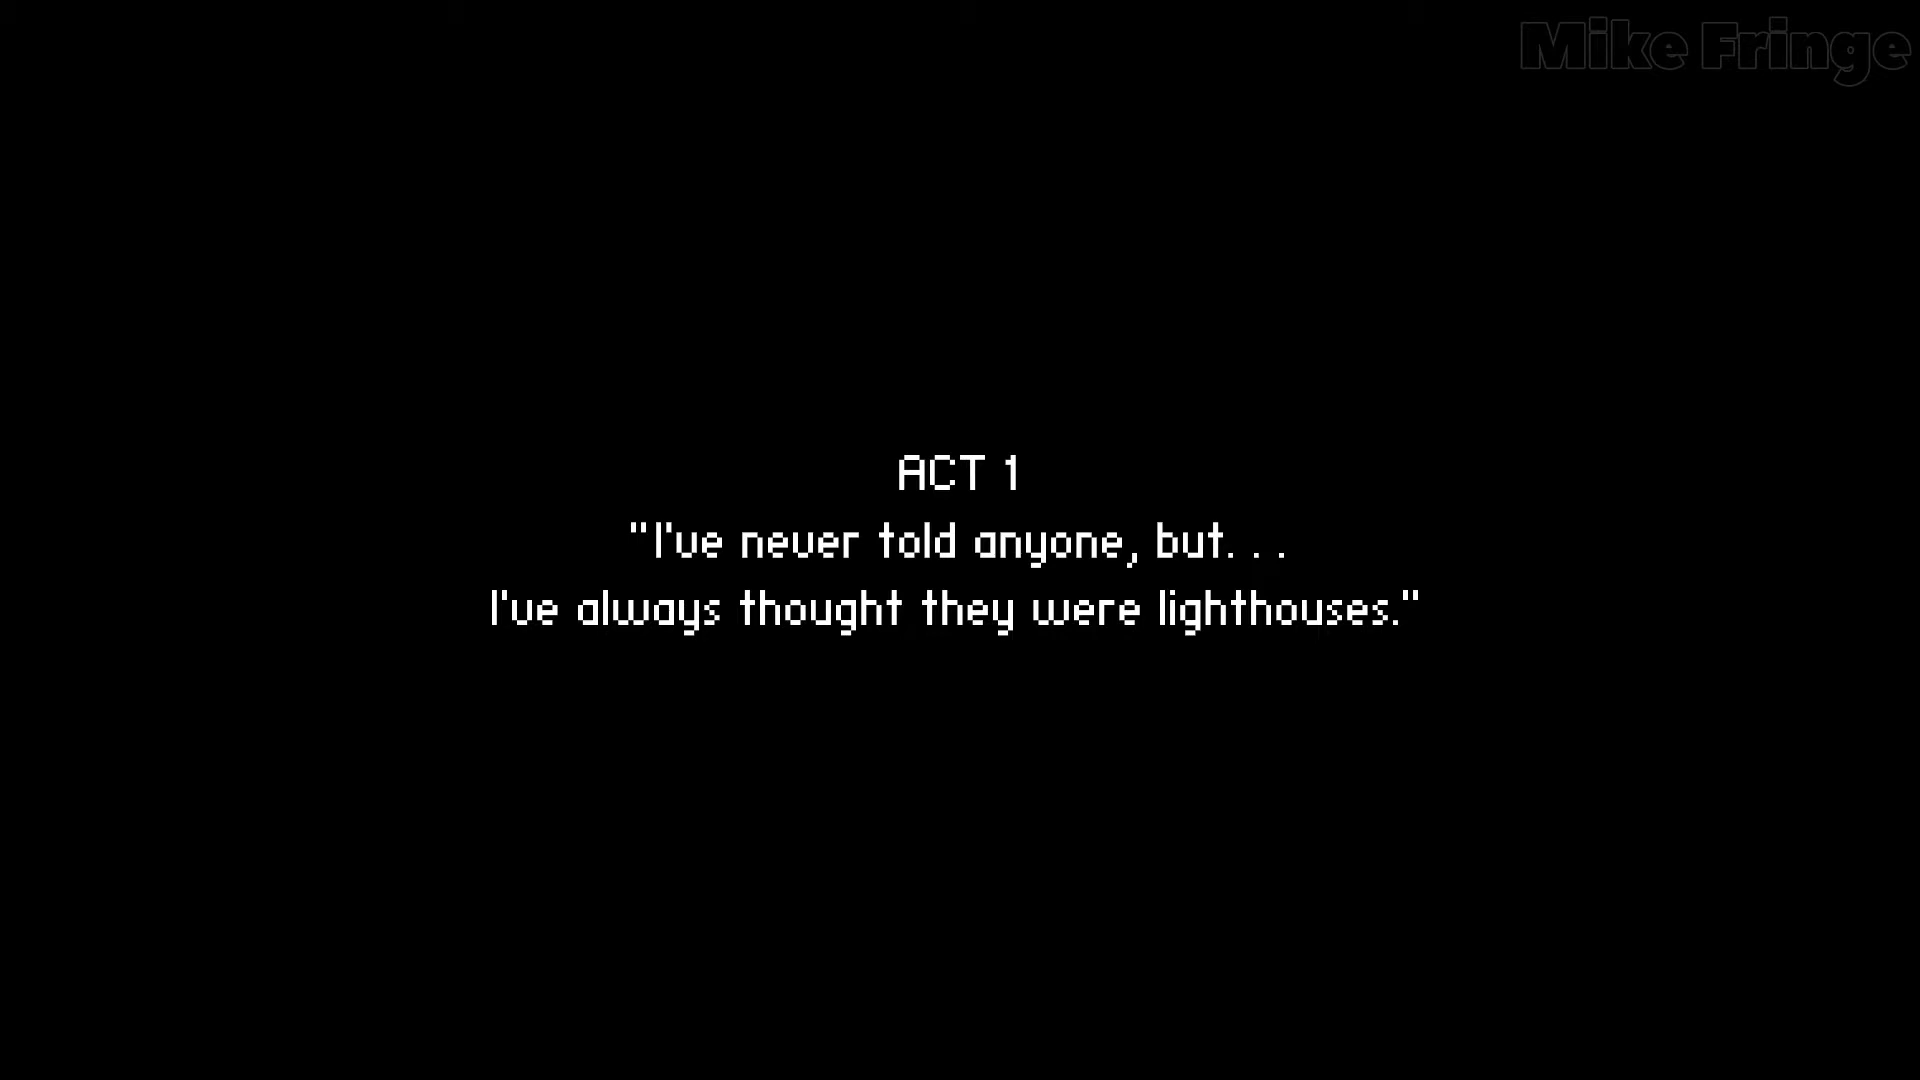 Mike Fringe
ACT 1
"I've never told anyone, but. . .
I've always thought they were lighthouses."